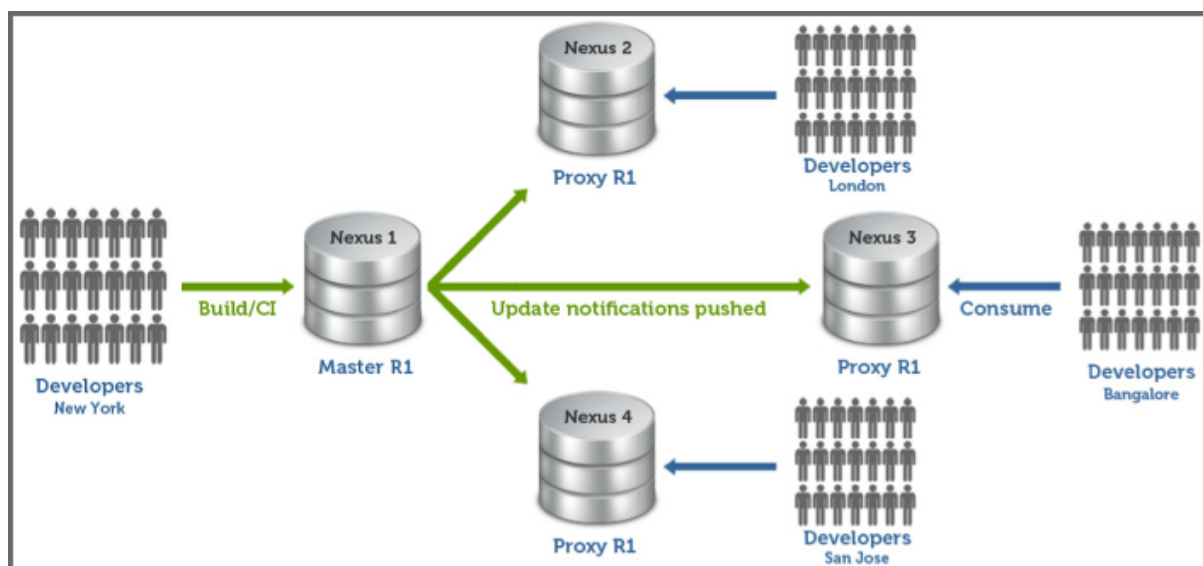 Nexus 2
Proxy R1
Developers
London
Nexus 1
Build/CI
Master R1
Developers
New York
Update notifications pushed
Nexus 3
Proxy R1
Consume
Developers
Bangalore
Nexus 4
Proxy R1
Developers
San Jose